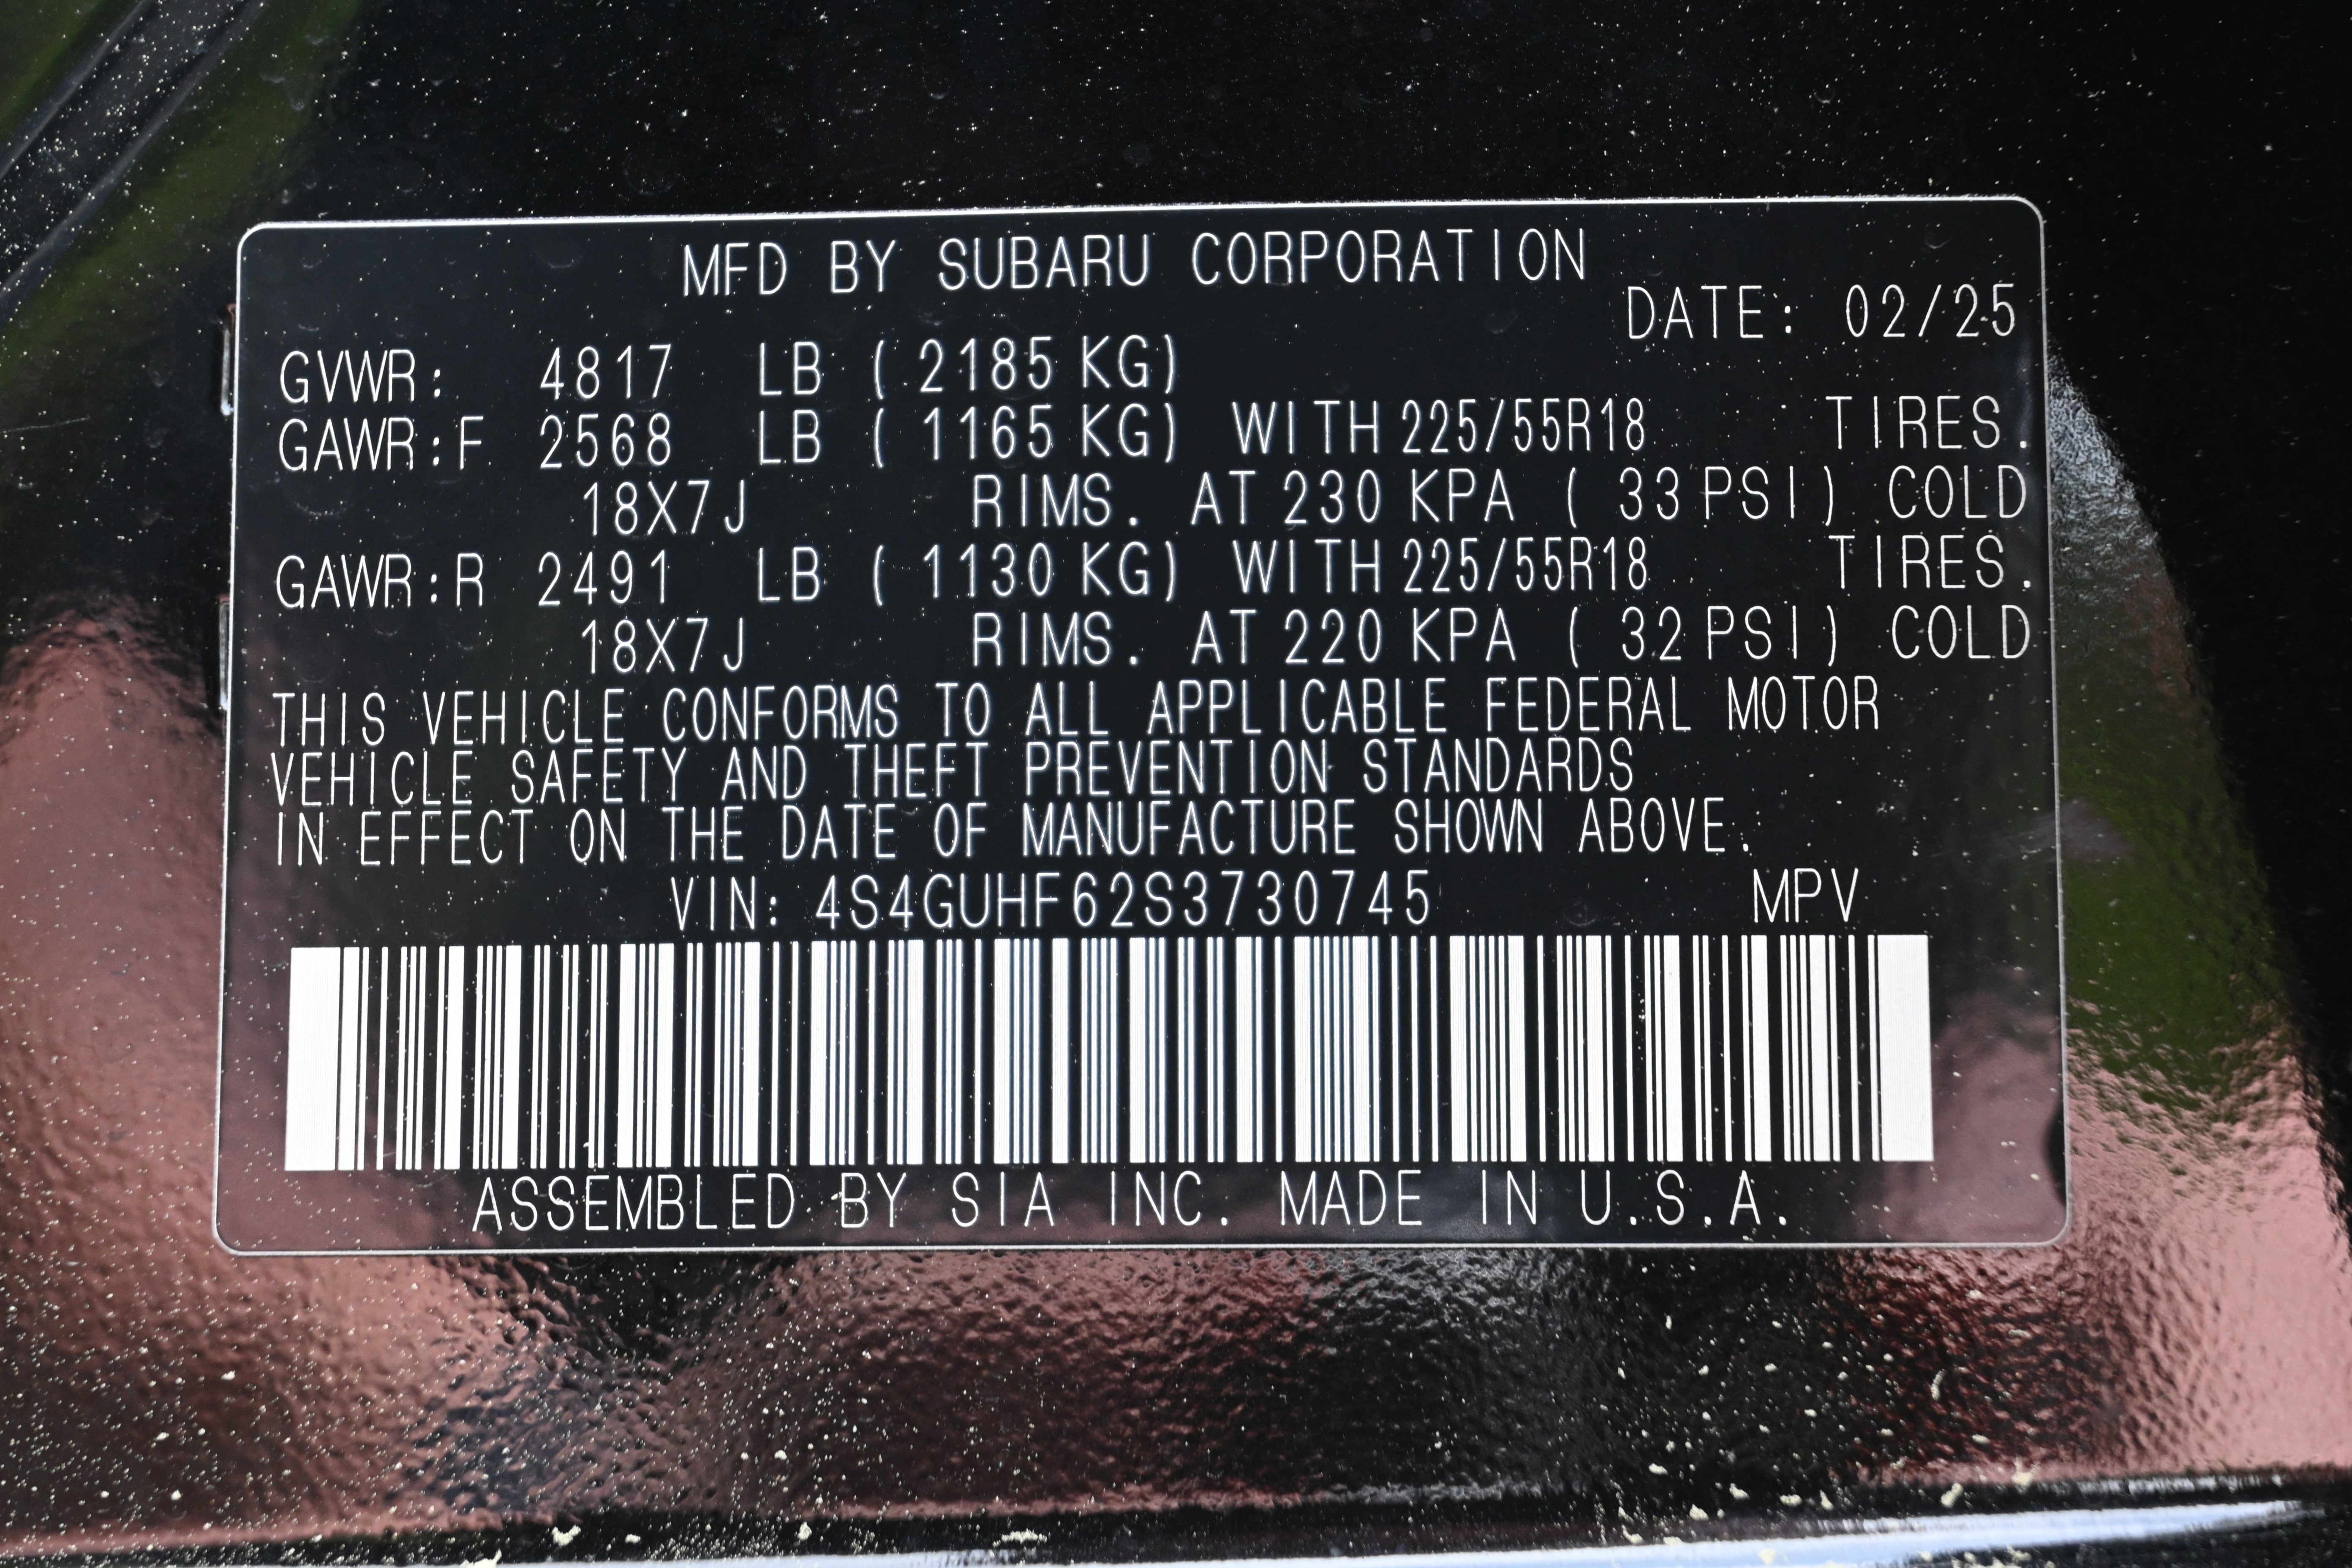 MFD BY SUBARU CORPORATION
DATE: 02/25
GVWR: 4817 LB ( 2185 KG)
GAWR:F 2568 LB ( 1165 KG) WITH 225/55R18 TIRES.
18X7J RIMS. AT 230 KPA ( 33 PSI) COLD
GAWR:R 2491 LB ( 1130 KG) WITH 225/55R18 TIRES.
18X7J RIMS. AT 220 KPA ( 32 PSI) COLD
THIS VEHICLE CONFORMS TO ALL APPLICABLE FEDERAL MOTOR
VEHICLE SAFETY AND THEFT PREVENTION STANDARDS
IN EFFECT ON THE DATE OF MANUFACTURE SHOWN ABOVE.
VIN: 4S4GUHF62S3730745 MPV
ASSEMBLED BY SIA INC. MADE IN U.S.A.